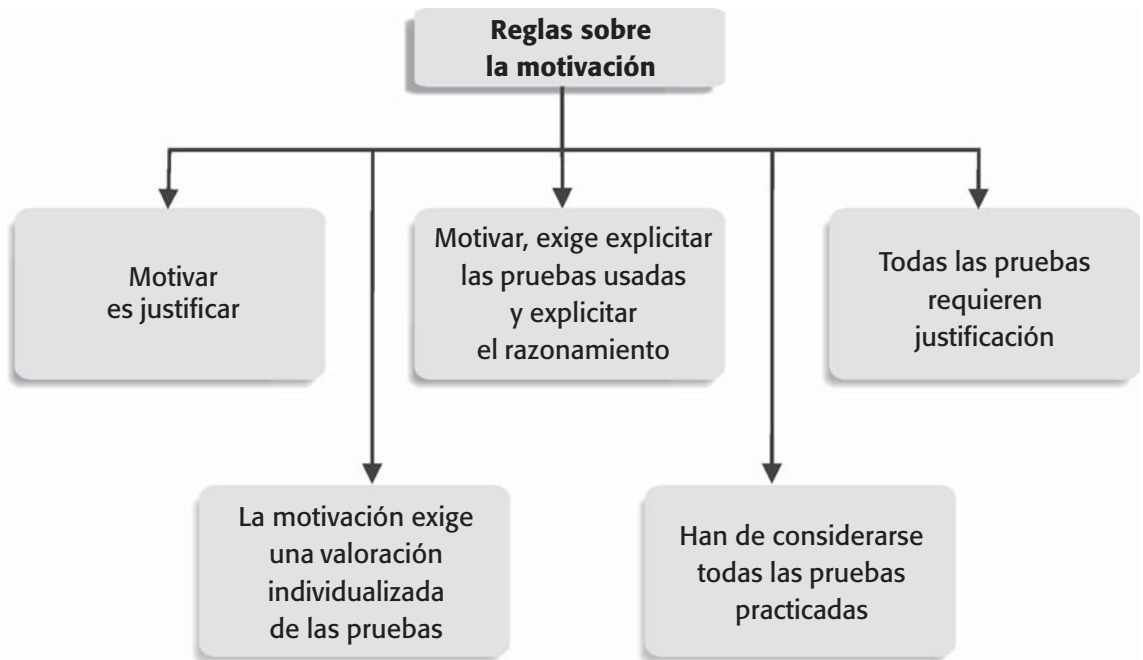 Reglas sobre
la motivación
Motivar
es justificar
Motivar, exige explicitar
las pruebas usadas
y explicitar
el razonamiento
Todas las pruebas
requieren
justificación
La motivación exige
una valoración
individualizada
de las pruebas
Han de considerarse
todas las pruebas
practicadas